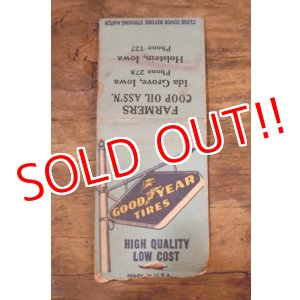 CLOSE COVER BEFORE STRIKING MATCH
FARMERS
COOP OIL ASS'N.
Ida Grove, Iowa
Phone 278
Holstein, Iowa
Phone 127
SOLD OUT!!
GOODYEAR
TIRES
HIGH QUALITY
LOW COST
Made in U.S.A.